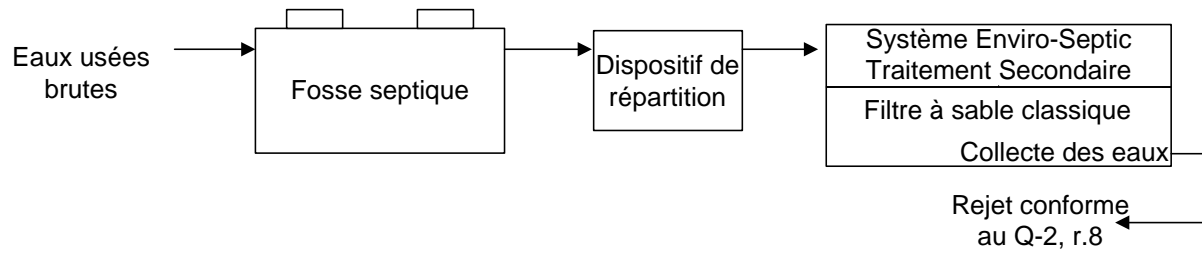 Eaux usées
brutes
Fosse septique
Dispositif de
répartition
Système Enviro-Septic
Traitement Secondaire
Filtre à sable classique
Collecte des eaux
Rejet conforme
au Q-2, r.8